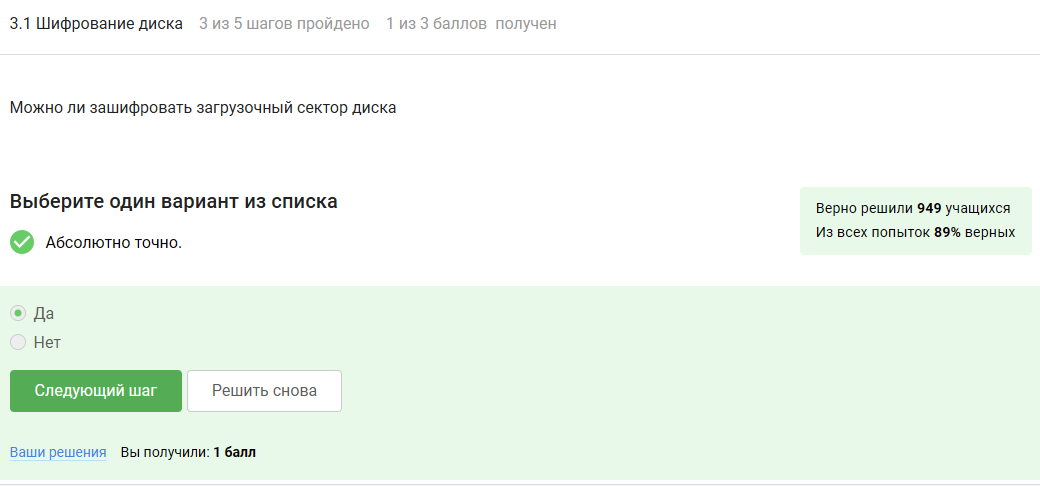 3.1 Шифрование диска 3 из 5 шагов пройдено 1 из 3 баллов получен
Можно ли зашифровать загрузочный сектор диска
Выберите один вариант из списка
Абсолютно точно.
Верно решили 949 учащихся
Из всех попыток 89% верных
Да
Нет
Следующий шаг Решить снова
Ваши решения Вы получили: 1 балл